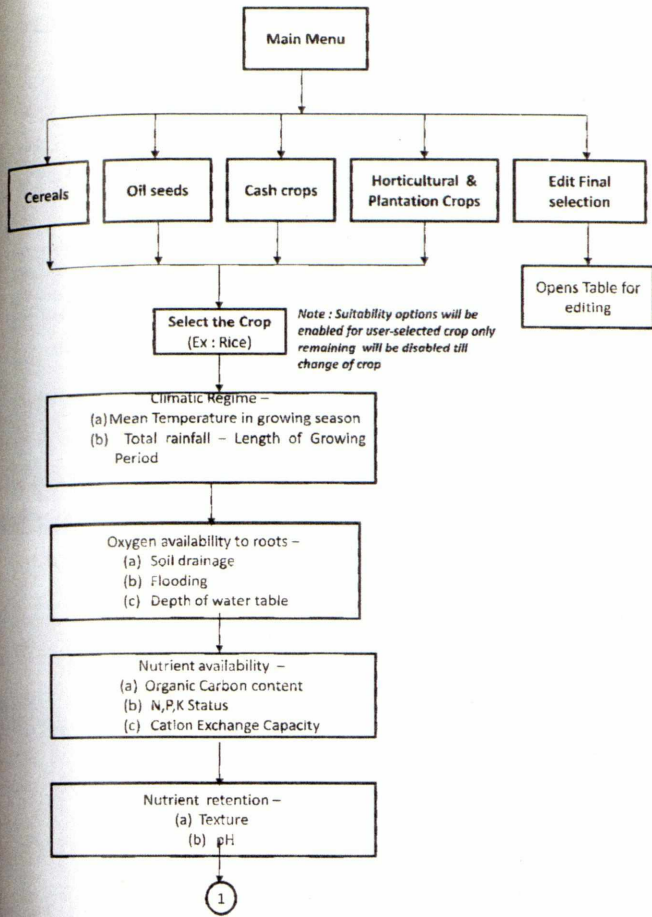 Main Menu
Cereals
Oil seeds
Cash crops
Horticultural &
Plantation Crops
Edit Final
selection
Opens Table for
editing
Select the Crop
(Ex : Rice)
Note : Suitability options will be
enabled for user-selected crop only
remaining will be disabled till
change of crop
Climatic Regime –
(a) Mean Temperature in growing season
(b) Total rainfall – Length of Growing
Period
Oxygen availability to roots –
(a) Soil drainage
(b) Flooding
(c) Depth of water table
Nutrient availability –
(a) Organic Carbon content
(b) N,P,K Status
(c) Cation Exchange Capacity
Nutrient retention –
(a) Texture
(b) pH
1